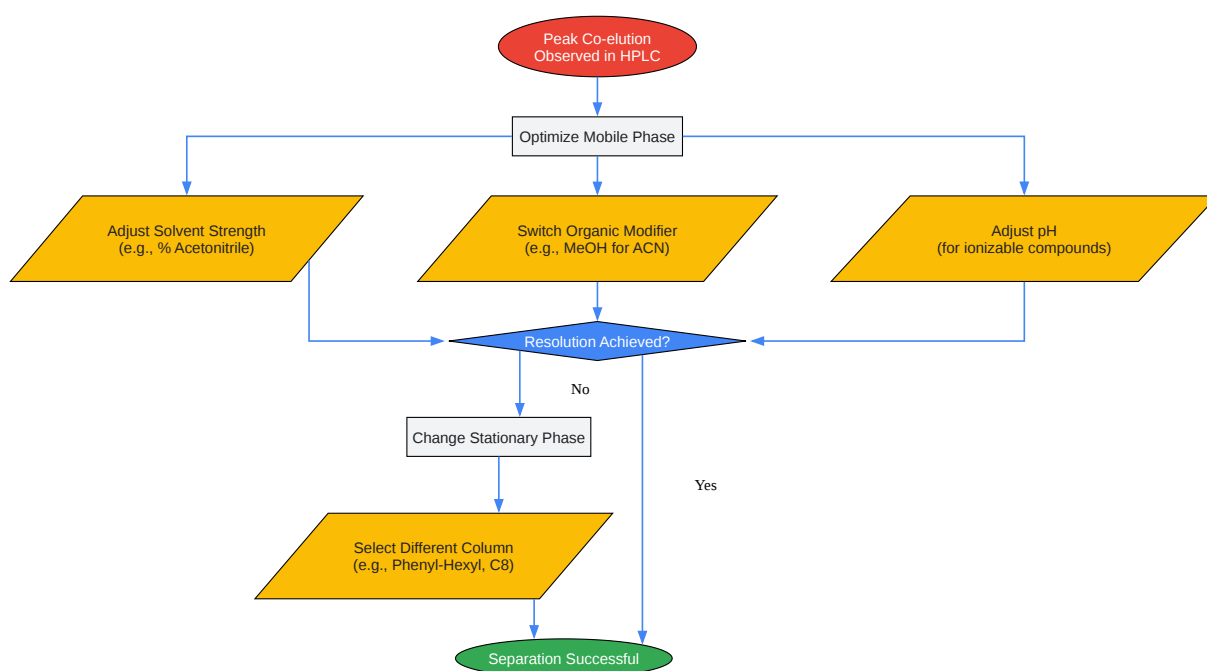 Peak Co-elution
Observed in HPLC
Optimize Mobile Phase
Adjust Solvent Strength
(e.g., % Acetonitrile)
Switch Organic Modifier
(e.g., MeOH for ACN)
Adjust pH
(for ionizable compounds)
Resolution Achieved?
No
Change Stationary Phase
Yes
Select Different Column
(e.g., Phenyl-Hexyl, C8)
Separation Successful